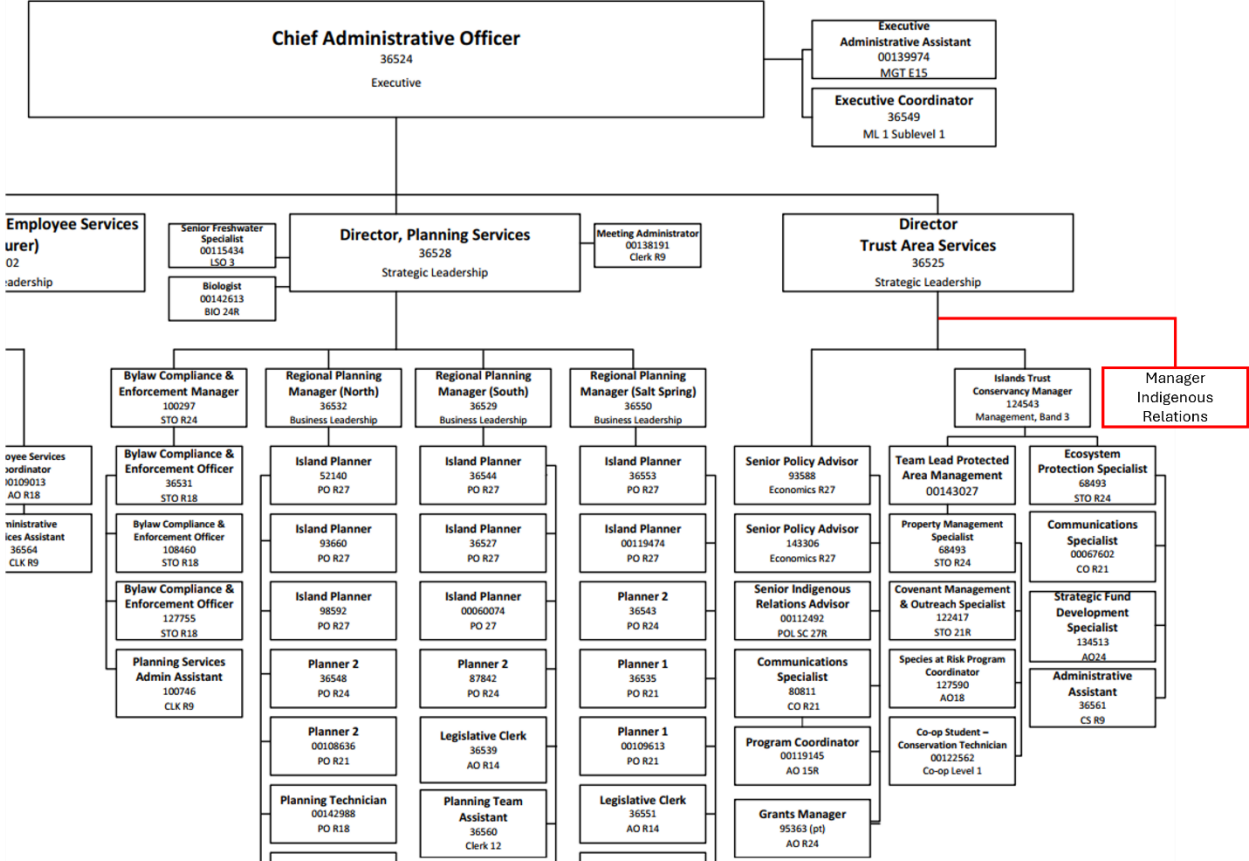 Chief Administrative Officer
36524
Executive
Executive
Administrative Assistant
00139974
MGT E15
Executive Coordinator
36549
ML 1 Sublevel 1
Employee Services
urer)
02
eadership
Senior Freshwater
Specialist
00115434
LSO 3
Biologist
00142613
BIO 24R
Director, Planning Services
36528
Strategic Leadership
Meeting Administrator
00138191
Clerk R9
Director
Trust Area Services
36525
Strategic Leadership
Manager
Indigenous
Relations
oyee Services
oordinator
00109013
AO R18
ministrative
ices Assistant
36564
CLK R9
Bylaw Compliance &
Enforcement Manager
100297
STO R24
Bylaw Compliance &
Enforcement Officer
36531
STO R18
Bylaw Compliance &
Enforcement Officer
108460
STO R18
Bylaw Compliance &
Enforcement Officer
127755
STO R18
Planning Services
Admin Assistant
100746
CLK R9
Regional Planning
Manager (North)
36532
Business Leadership
Island Planner
52140
PO R27
Island Planner
93660
PO R27
Island Planner
98592
PO R27
Planner 2
36548
PO R24
Planner 2
00108636
PO R21
Planning Technician
00142988
PO R18
Regional Planning
Manager (South)
36529
Business Leadership
Island Planner
36544
PO R27
Island Planner
36527
PO R27
Island Planner
00060074
PO 27
Planner 2
87842
PO R24
Legislative Clerk
36539
AO R14
Planning Team
Assistant
36560
Clerk 12
Regional Planning
Manager (Salt Spring)
36550
Business Leadership
Island Planner
36553
PO R27
Island Planner
00119474
PO R27
Planner 2
36543
PO R24
Planner 1
36535
PO R21
Planner 1
00109613
PO R21
Legislative Clerk
36551
AO R14
Senior Policy Advisor
93588
Economics R27
Senior Policy Advisor
143306
Economics R27
Senior Indigenous
Relations Advisor
00112492
POL SC 27R
Communications
Specialist
80811
CO R21
Program Coordinator
00119145
AO 15R
Grants Manager
95363 (pt)
AO R24
Islands Trust
Conservancy Manager
124543
Management, Band 3
Team Lead Protected
Area Management
00143027
Property Management
Specialist
68493
STO R24
Covenant Management
& Outreach Specialist
122417
STO 21R
Species at Risk Program
Coordinator
127590
AO18
Co-op Student –
Conservation Technician
00122562
Co-op Level 1
Ecosystem
Protection Specialist
68493
STO R24
Communications
Specialist
00067602
CO R21
Strategic Fund
Development
Specialist
134513
AO24
Administrative
Assistant
36561
CS R9